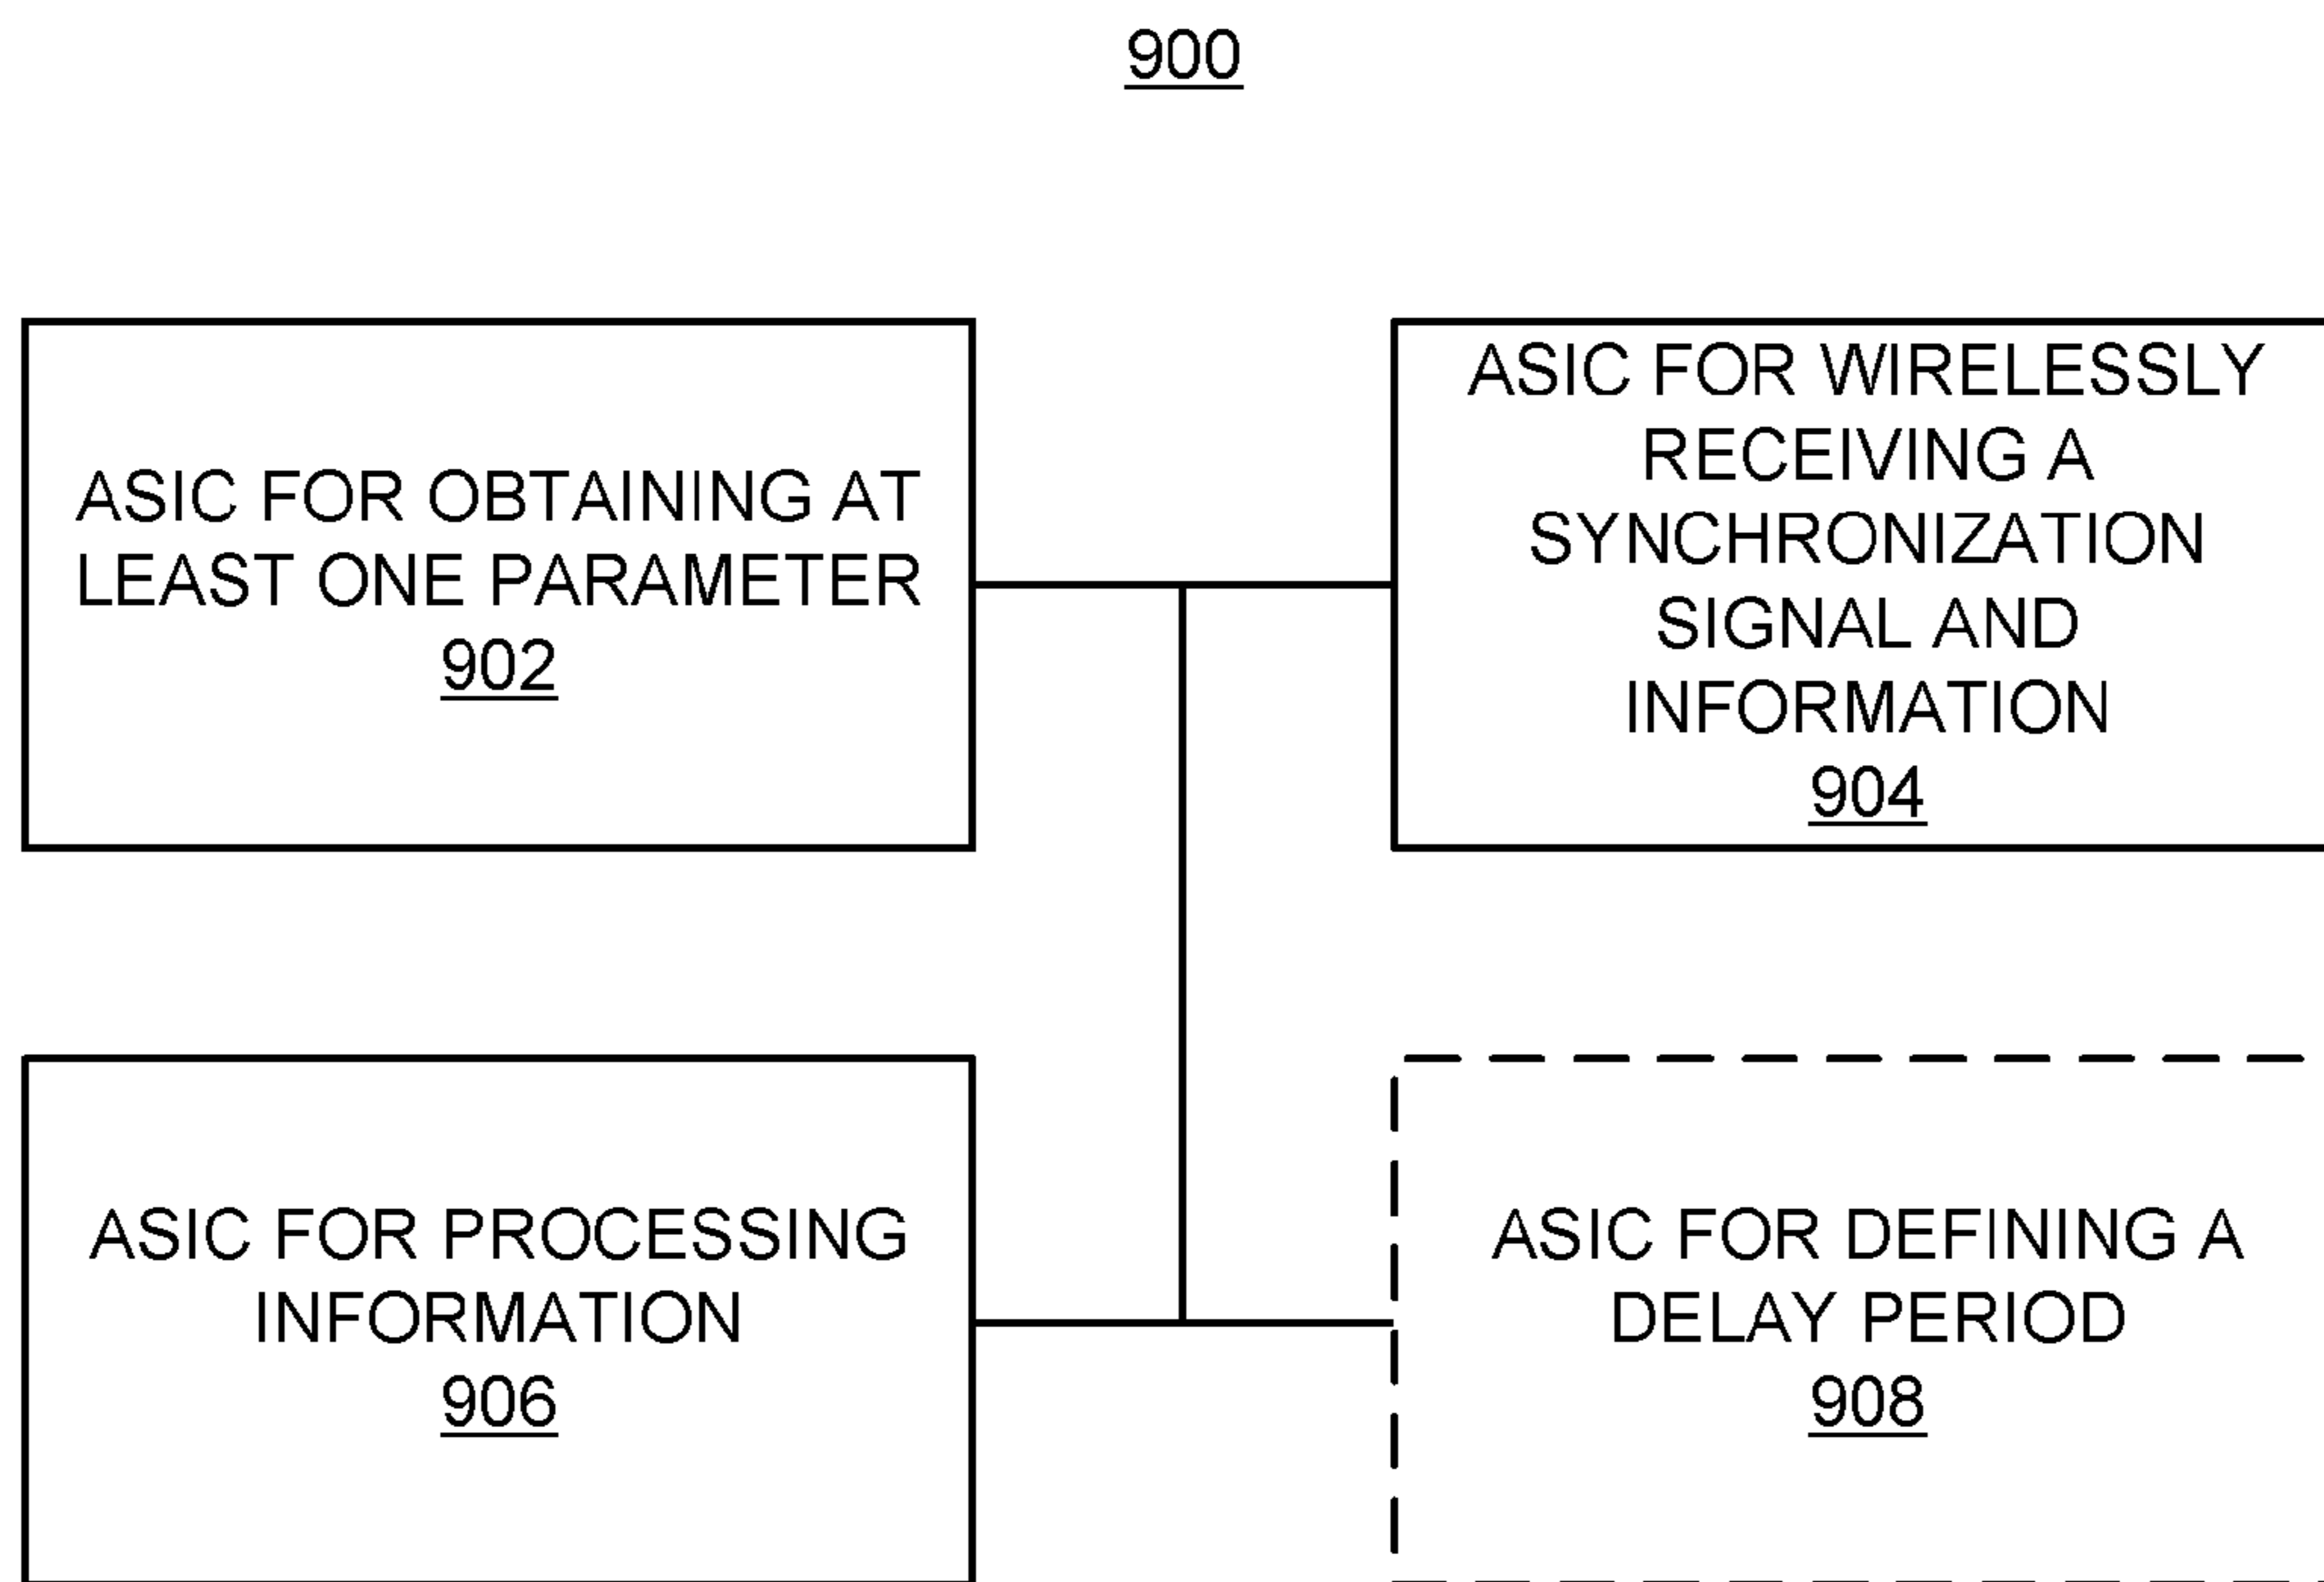 900
ASIC FOR OBTAINING AT
LEAST ONE PARAMETER
902
ASIC FOR WIRELESSLY
RECEIVING A
SYNCHRONIZATION
SIGNAL AND
INFORMATION
904
ASIC FOR PROCESSING
INFORMATION
906
ASIC FOR DEFINING A
DELAY PERIOD
908